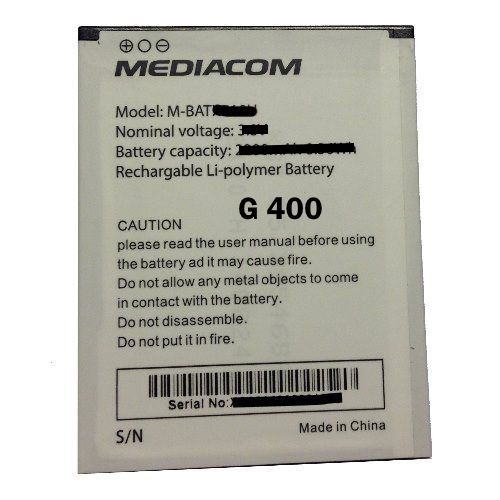 MEDIACOM
Model: M-BAT
Nominal voltage: 3
Battery capacity: 2
Rechargable Li-polymer Battery
G 400
CAUTION
please read the user manual before using
the battery ad it may cause fire.
Do not allow any metal objects to come
in contact with the battery.
Do not disassemble.
Do not put it in fire.
Serial No:
S/N
Made in China